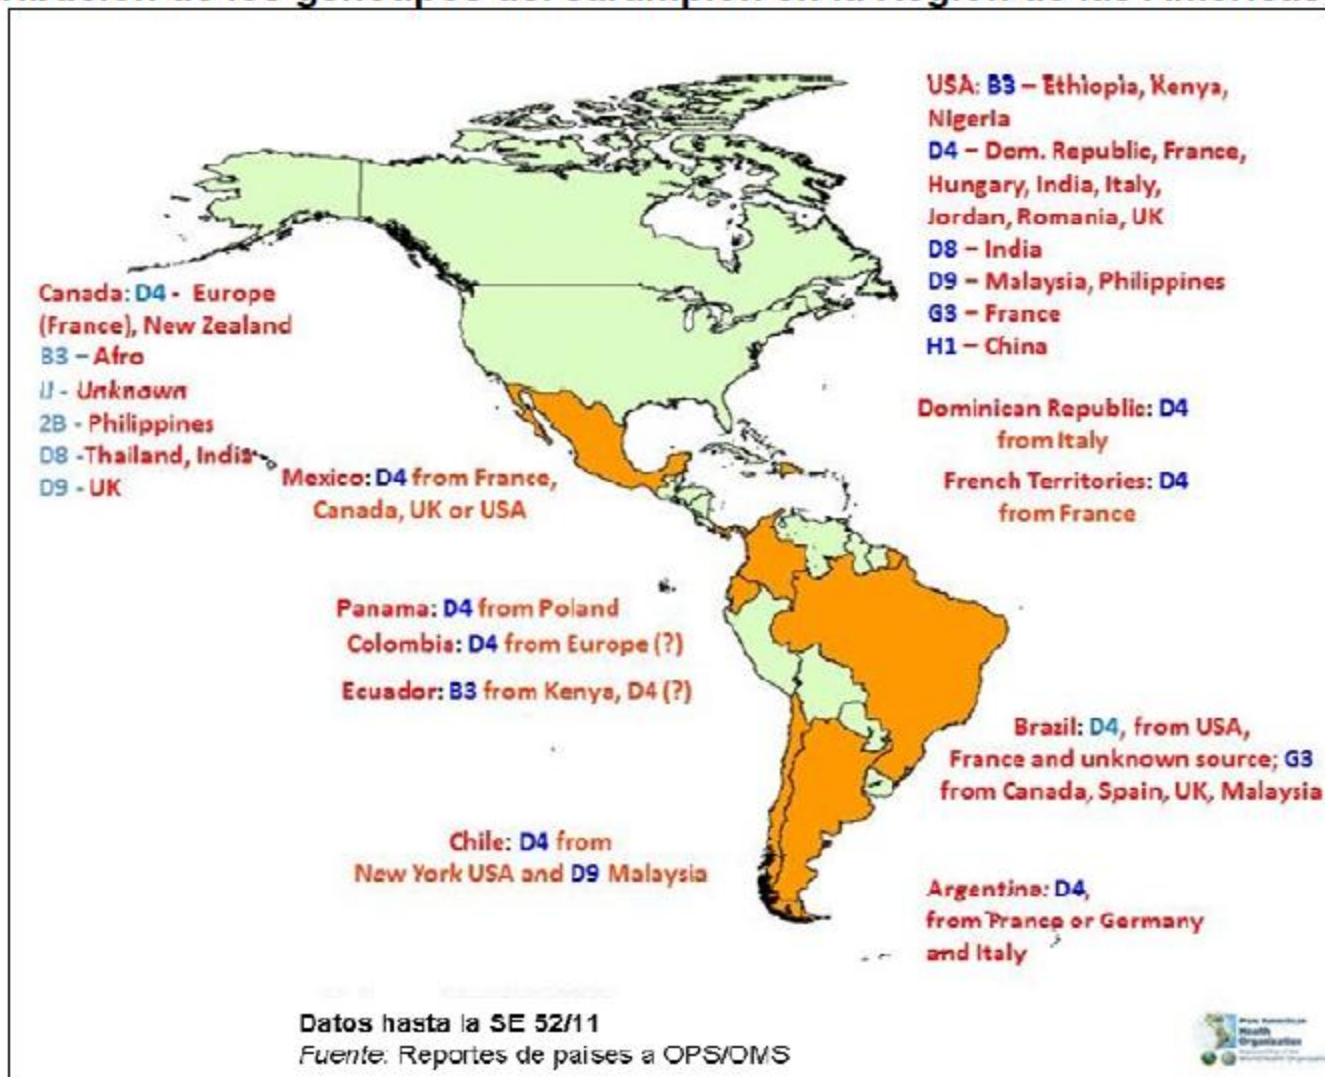 USA: B3 – Ethiopia, Kenya,
Nigeria
D4 – Dom. Republic, France,
Hungary, India, Italy,
Jordan, Romania, UK
D8 – India
D9 – Malaysia, Philippines
G3 – France
H1 – China
Canada: D4 - Europe
(France), New Zealand
B3 – Afro
- Unknown
2B - Philippines
D8 -Thailand, India
D9 - UK
Mexico: D4 from France,
Canada, UK or USA
Dominican Republic: D4
from Italy
French Territories: D4
from France
Panama: D4 from Poland
Colombia: D4 from Europe (?)
Ecuador: B3 from Kenya, D4 (?)
Brazil: D4, from USA,
France and unknown source; G3
from Canada, Spain, UK, Malaysia
Chile: D4 from
New York USA and D9 Malaysia
Argentina: D4,
from France or Germany
and Italy
Datos hasta la SE 52/11
Fuente: Reportes de países a OPS/OMS
Pan American
Health
Organization